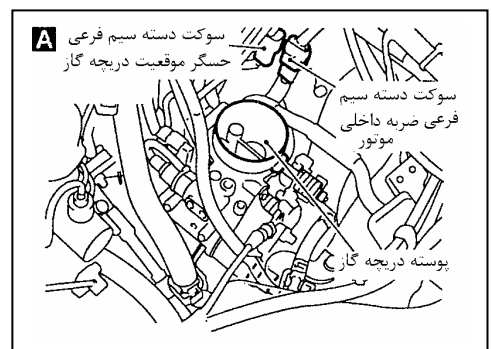 A
سوکت دسته سیم فرعی
حسگر موقعیت دریچه گاز
سوکت دسته سیم
فرعی ضربه داخلی
موتور
پوسته دریچه گاز